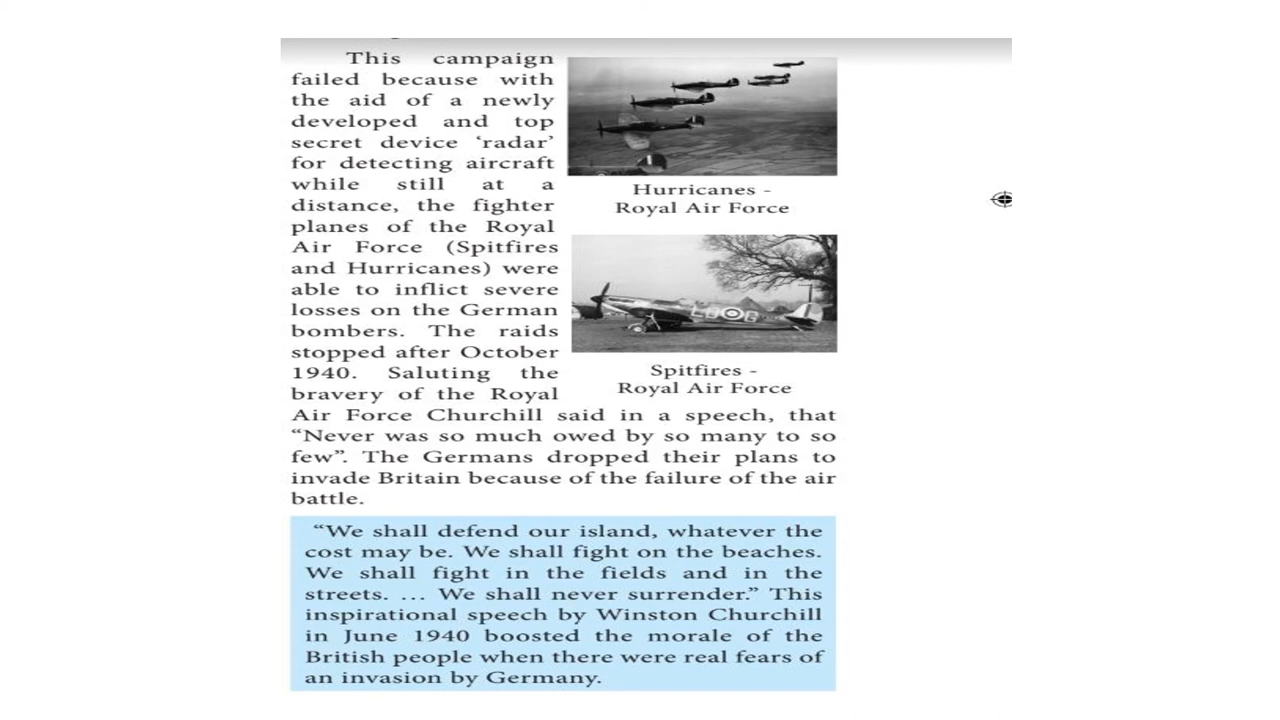 This campaign
failed because with
the aid of a newly
developed and top
secret device ‘radar’
for detecting aircraft
while still at a
distance, the fighter
planes of the Royal
Air Force (Spitfires
and Hurricanes) were
able to inflict severe
losses on the German
bombers. The raids
stopped after October
1940. Saluting the
bravery of the Royal
Hurricanes -
Royal Air Force
LO G
Spitfires -
Royal Air Force
Air Force Churchill said in a speech, that
“Never was so much owed by so many to so
few”. The Germans dropped their plans to
invade Britain because of the failure of the air
battle.
“We shall defend our island, whatever the
cost may be. We shall fight on the beaches.
We shall fight in the fields and in the
streets. … We shall never surrender.” This
inspirational speech by Winston Churchill
in June 1940 boosted the morale of the
British people when there were real fears of
an invasion by Germany.